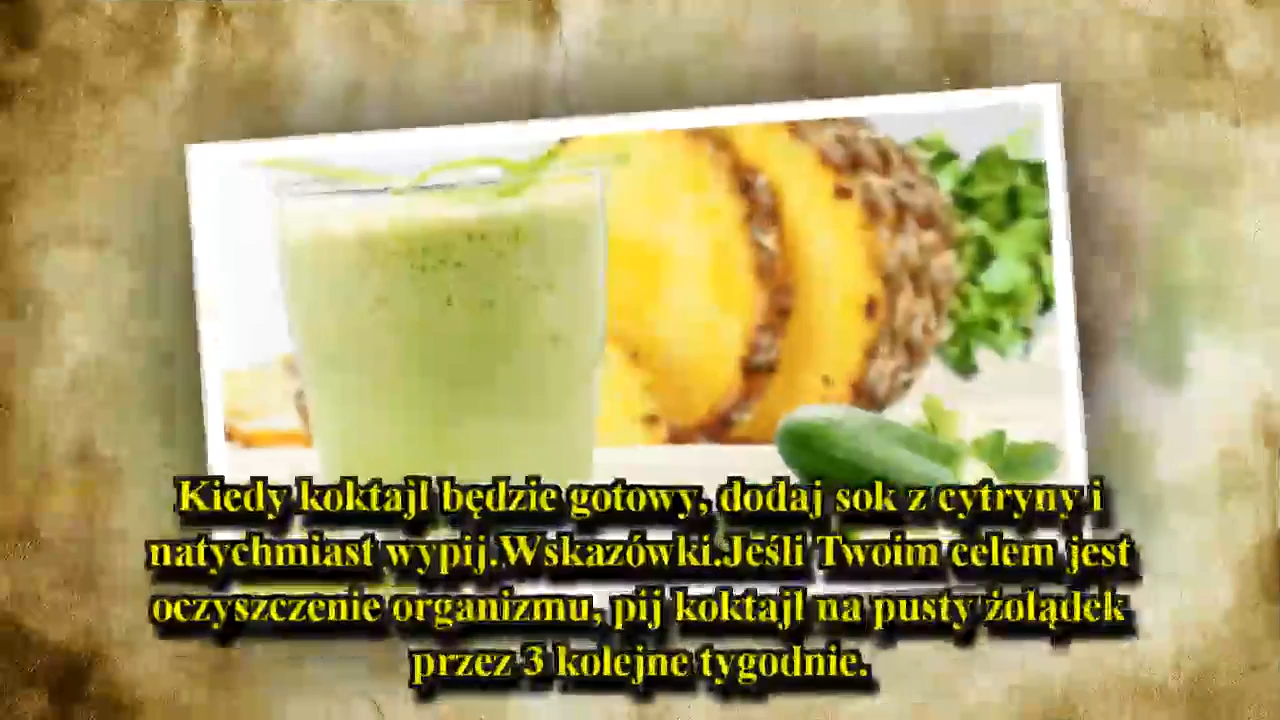 Kiedy koktajl będzie gotowy, dodaj sok z cytryny i
natychmiast wypij.Wskazówki.Jeśli Twoim celem jest
oczyszczenie organizmu, pij koktajl na pusty żołądek
przez 3 kolejne tygodnie.